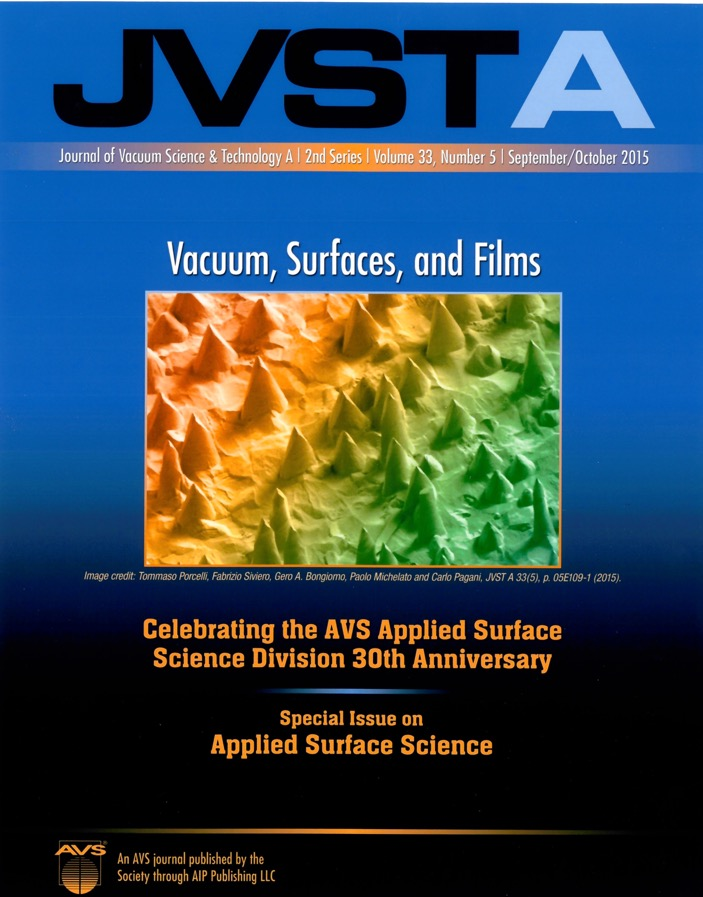 JVSTA
Journal of Vacuum Science & Technology A | 2nd Series | Volume 33, Number 5 | September/October 2015
Vacuum, Surfaces, and Films
Image credit: Tommaso Porcelli, Fabrizio Siviero, Gero A. Bongiorno, Paolo Michelato and Carlo Pagani, JVST A 33(5), p. 05E109-1 (2015).
Celebrating the AVS Applied Surface
Science Division 30th Anniversary
Special Issue on
Applied Surface Science
AVS®
An AVS journal published by the
Society through AIP Publishing LLC